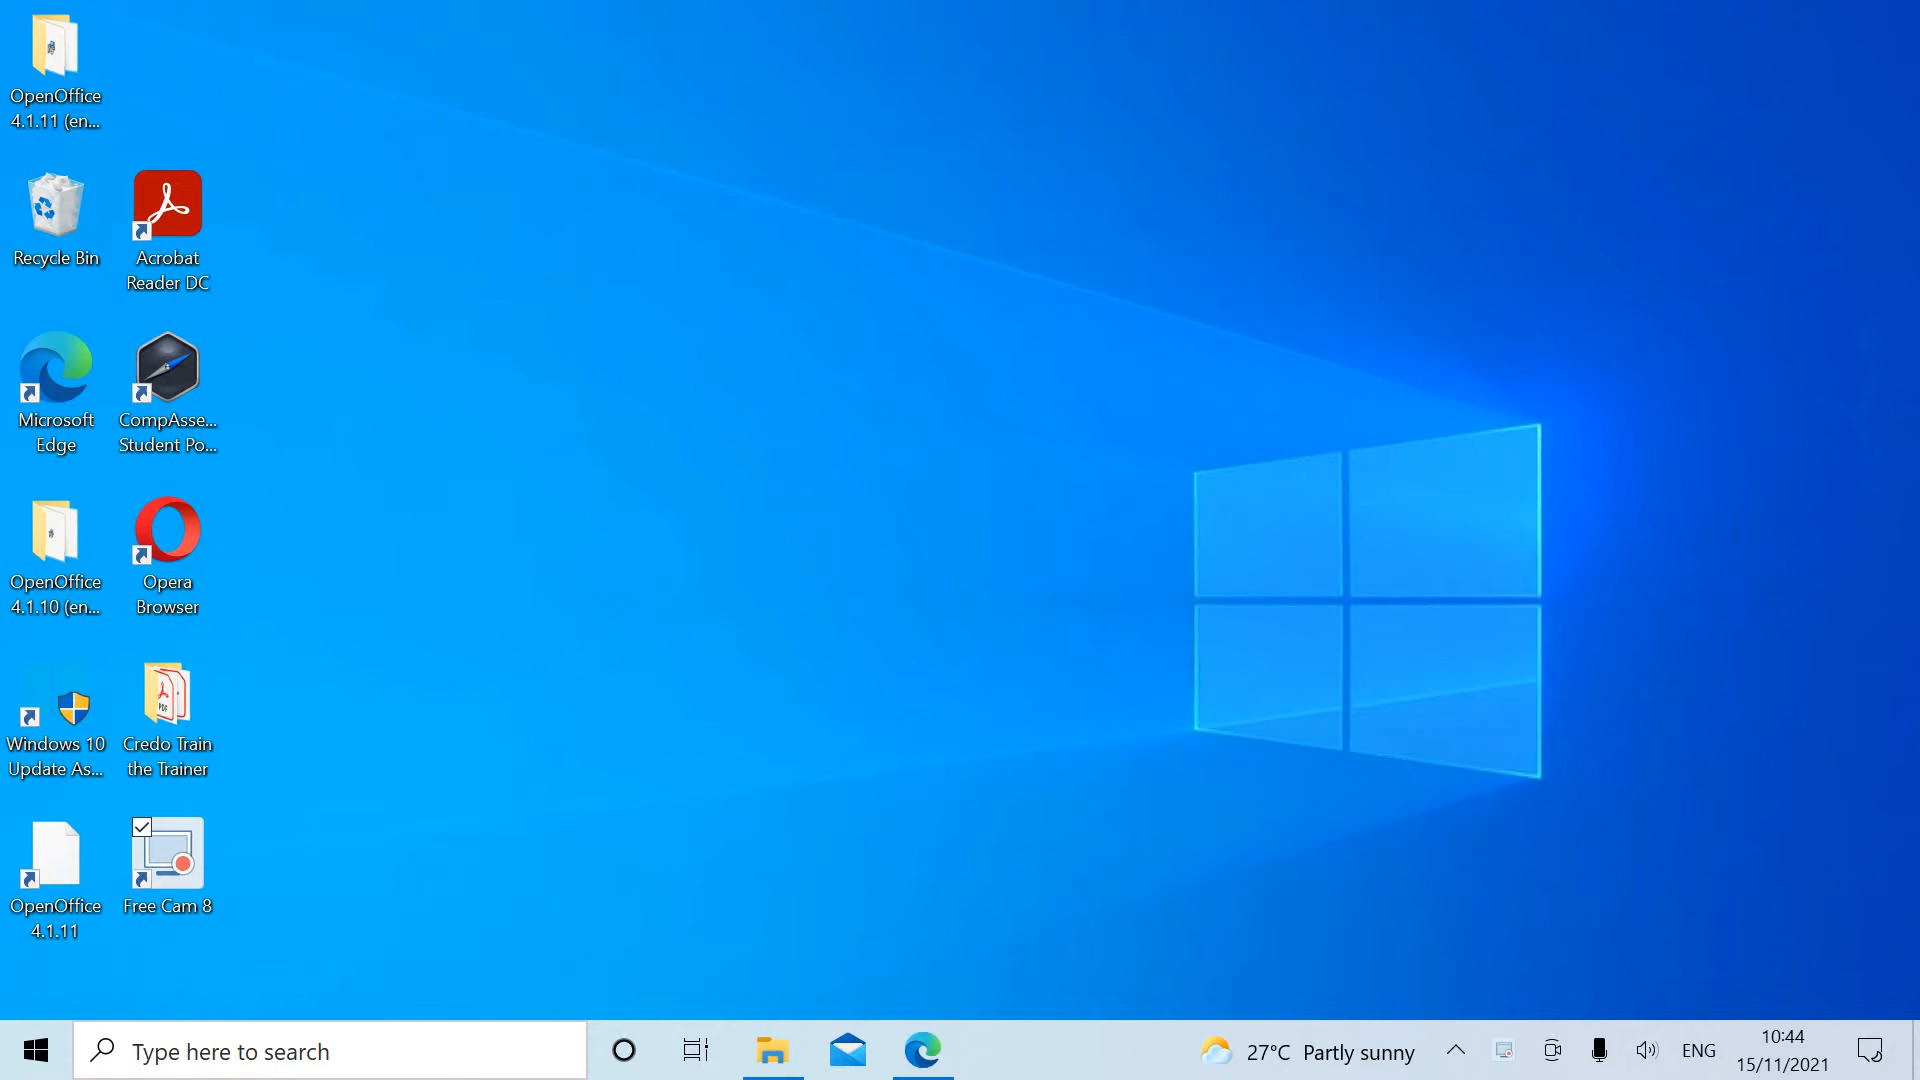 OpenOffice
4.1.11 (en...
Recycle Bin
Acrobat
Reader DC
Microsoft
Edge
CompAsse...
Student Po...
OpenOffice
4.1.10 (en...
Opera
Browser
Windows 10
Update As...
PDF
Credo Train
the Trainer
OpenOffice
4.1.11
Free Cam 8
Type here to search
27°C Partly sunny
ENG
10:44
15/11/2021